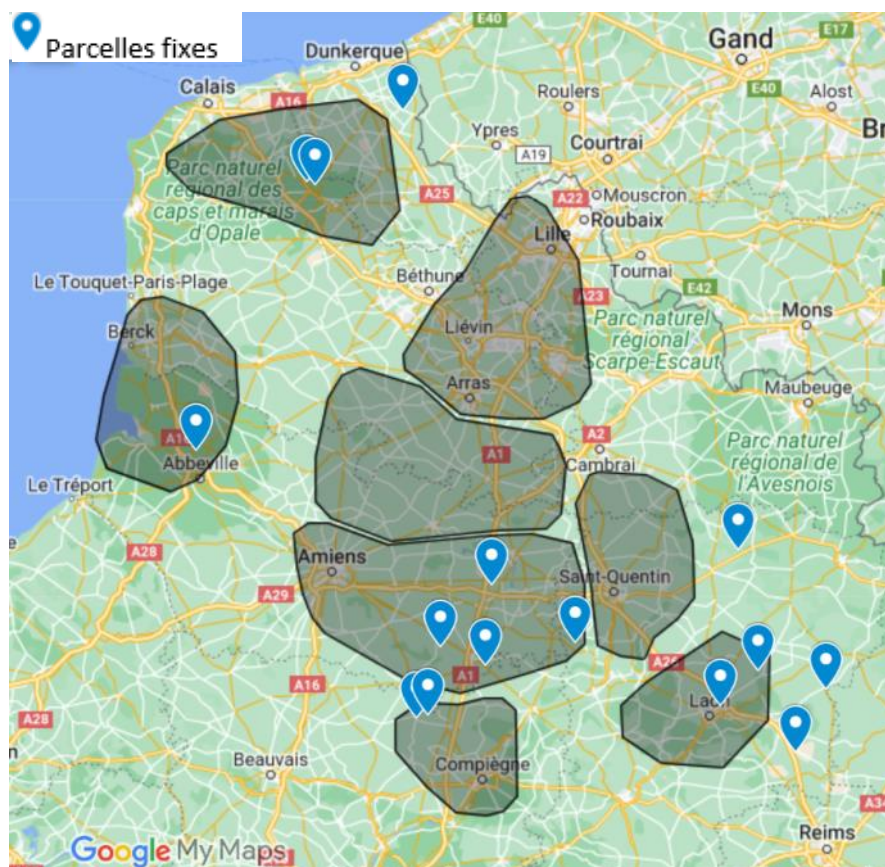 Parcelles fixes
E40
E17
Dunkerque
Gand
Calais
A16
Roulers
E40
Alost
Ypres
A19
Courtrai
Br
Parc naturel
régional des
caps et marais
d'Opale
A25
A22
Mouscron
Roubaix
Lille
Tournai
Le Touquet-Paris-Plage
Béthune
E42
A23
Mons
Berck
Liévin
Parc naturel
régional
Scarpe-Escaut
Maubeuge
Arras
A1
A2
Cambrai
Parc naturel
régional de
l'Avesnois
Abbeville
Le Tréport
A28
Amiens
A29
Saint-Quentin
A1
A26
A16
A28
Laon
Beauvais
Compiègne
A34
Reims
Google My Maps